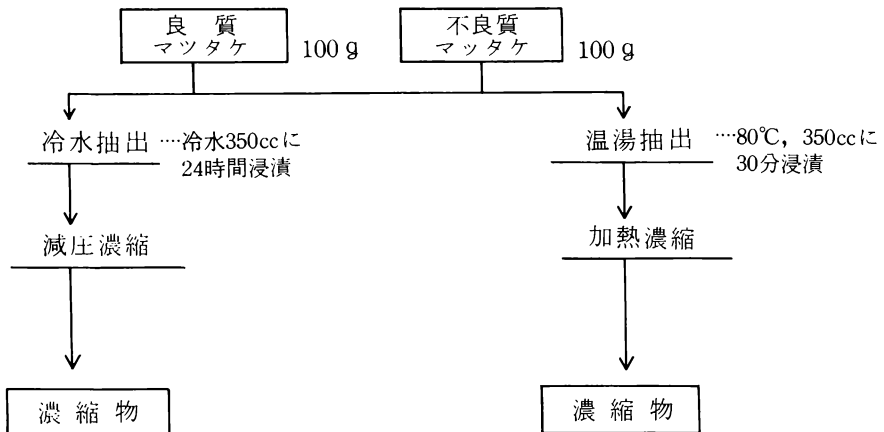 良質
マツタケ
100g
不良質
マッタケ
100g
冷水抽出
····冷水350ccに
24時間浸漬
温湯抽出
····80℃，350ccに
30分浸漬
減圧濃縮
加熱濃縮
濃縮物
濃縮物